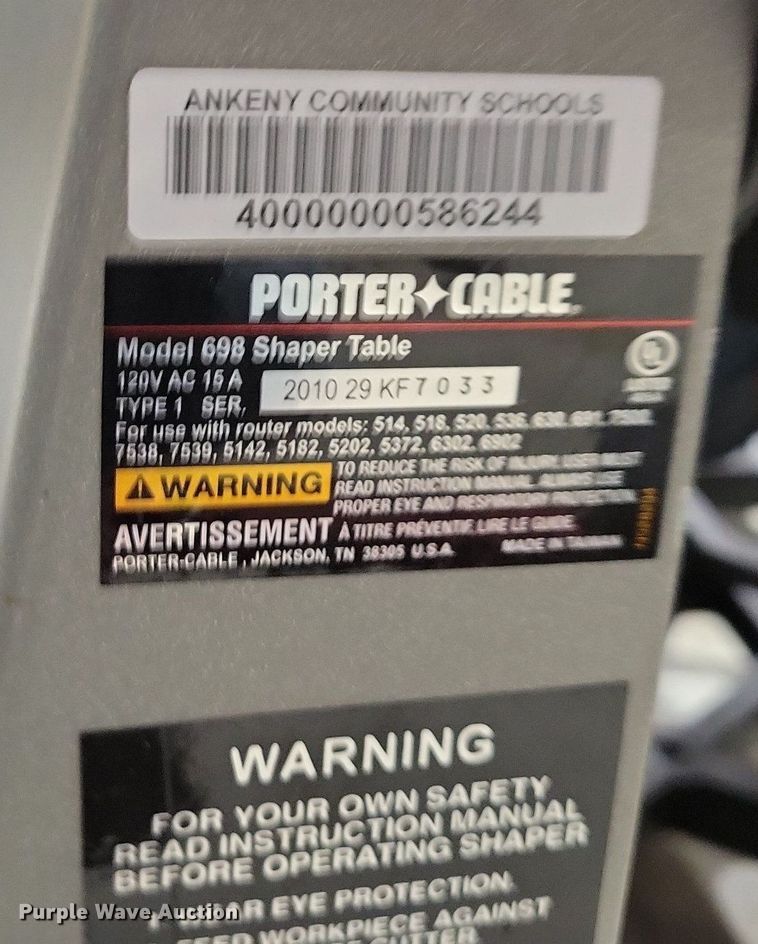 ANKENY COMMUNITY SCHOOLS
40000000586244
PORTER CABLE
Model 698 Shaper Table
120V AC 15 A
TYPE 1 SER. 2010 29 KF 7 0 3 3
For use with router models: 514, 518, 520, 536, 630, 691,
7538, 7539, 5142, 5182, 5202, 5372, 6302, 6902
WARNING
TO REDUCE THE RISK OF INJURY, USER MUST
READ INSTRUCTION MANUAL. ALWAYS USE
PROPER EYE AND RESPIRATORY PROTECTION.
AVERTISSEMENT À TITRE PRÉVENTIF, LIRE LE GUIDE.
PORTER-CABLE, JACKSON, TN 38305 U.S.A. MADE IN TAIWAN
WARNING
FOR YOUR OWN SAFETY
READ INSTRUCTION MANUAL
BEFORE OPERATING SHAPER
EYE PROTECTION.
FEED WORKPIECE AGAINST
CUTTER
Purple Wave Auction